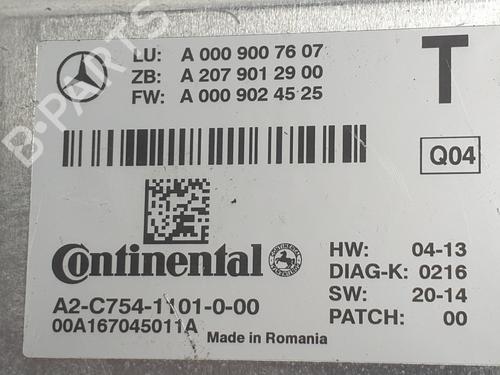 LU: A 000 900 76 07
ZB: A 207 901 29 00
FW: A 000 902 45 25
T
Q04
B-PARTS
Continental
HW: 04-13
DIAG-K: 0216
SW: 20-14
PATCH: 00
A2-C754-1101-0-00
00A167045011A
Made in Romania